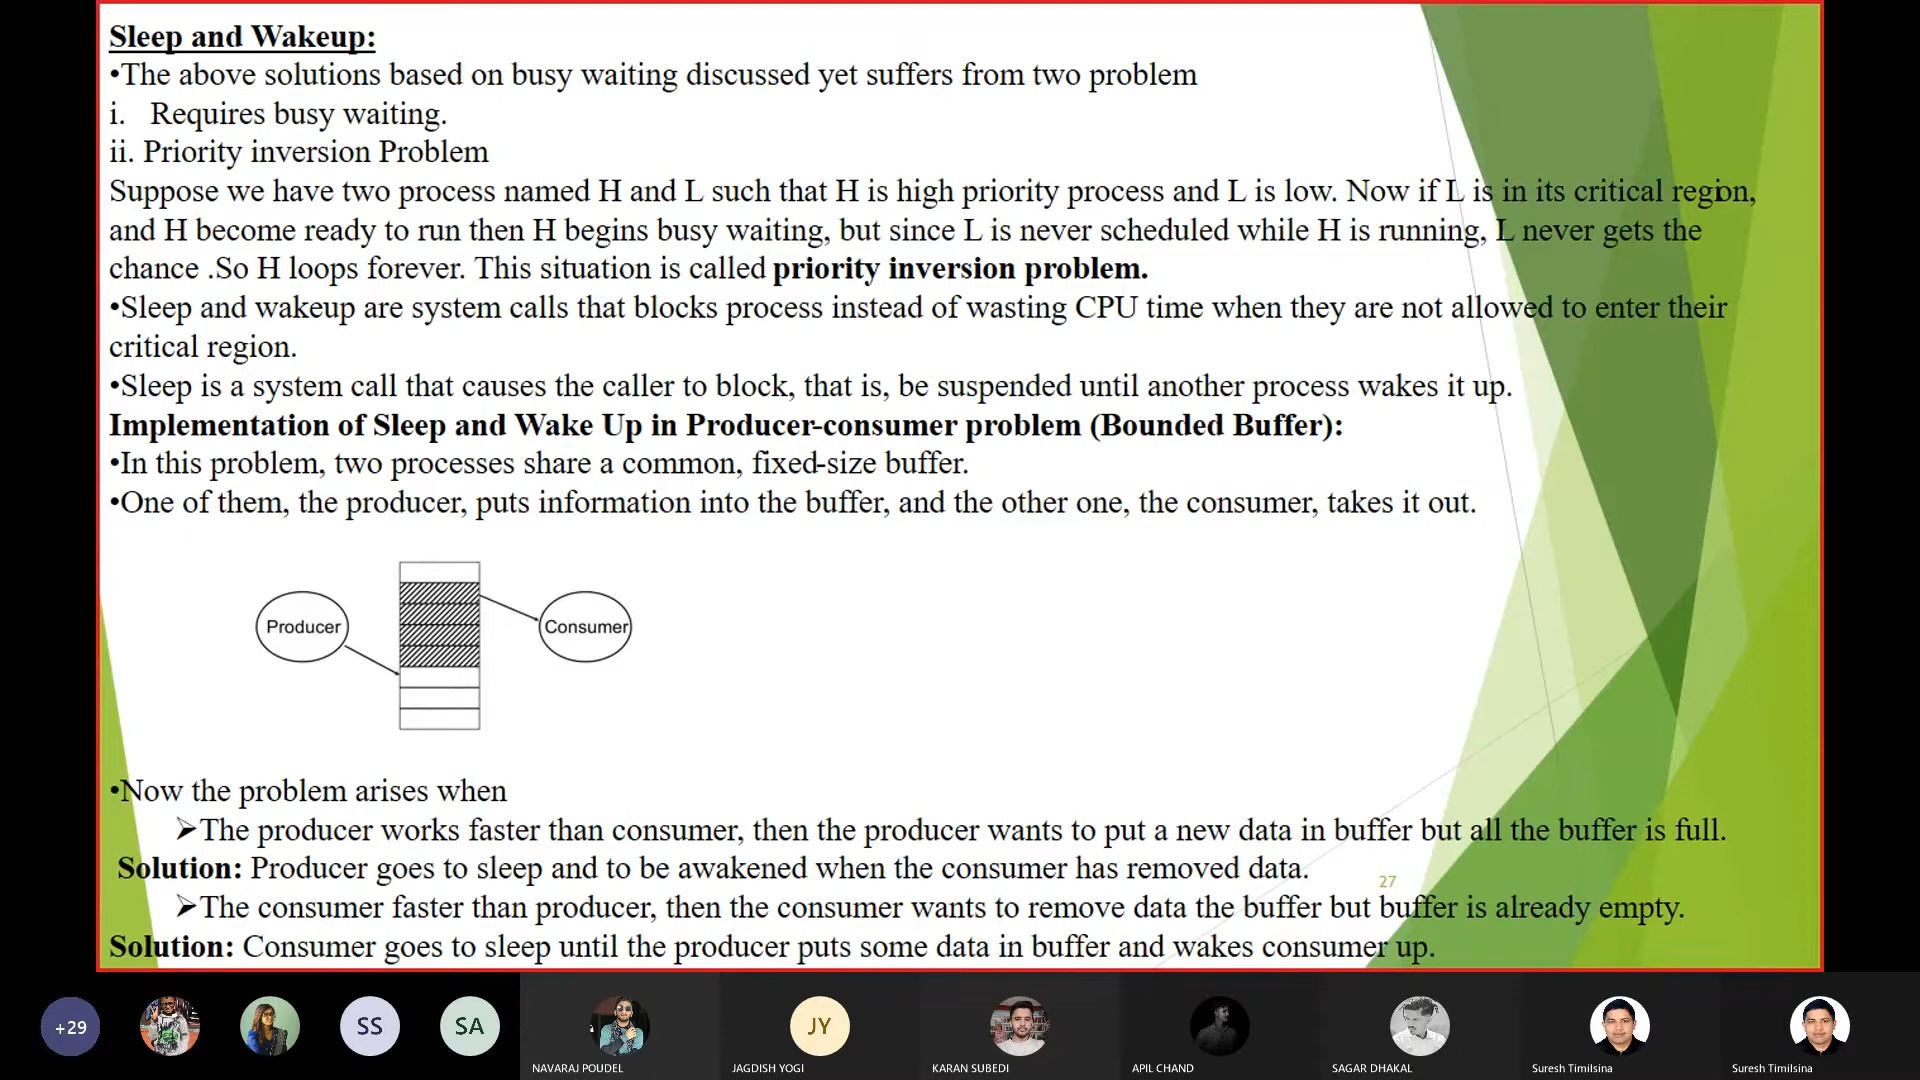 Sleep and Wakeup:
•The above solutions based on busy waiting discussed yet suffers from two problem
i. Requires busy waiting.
ii. Priority inversion Problem
Suppose we have two process named H and L such that H is high priority process and L is low. Now if L is in its critical region,
and H become ready to run then H begins busy waiting, but since L is never scheduled while H is running, L never gets the
chance .So H loops forever. This situation is called priority inversion problem.
•Sleep and wakeup are system calls that blocks process instead of wasting CPU time when they are not allowed to enter their
critical region.
•Sleep is a system call that causes the caller to block, that is, be suspended until another process wakes it up.
Implementation of Sleep and Wake Up in Producer-consumer problem (Bounded Buffer):
•In this problem, two processes share a common, fixed-size buffer.
•One of them, the producer, puts information into the buffer, and the other one, the consumer, takes it out.
Producer
Consumer
•Now the problem arises when
➢The producer works faster than consumer, then the producer wants to put a new data in buffer but all the buffer is full.
Solution: Producer goes to sleep and to be awakened when the consumer has removed data.
27
➢The consumer faster than producer, then the consumer wants to remove data the buffer but buffer is already empty.
Solution: Consumer goes to sleep until the producer puts some data in buffer and wakes consumer up.
+29
SS
SA
JY
NAVARAJ POUDEL
JAGDISH YOGI
KARAN SUBEDI
APIL CHAND
SAGAR DHAKAL
Suresh Timilsina
Suresh Timilsina